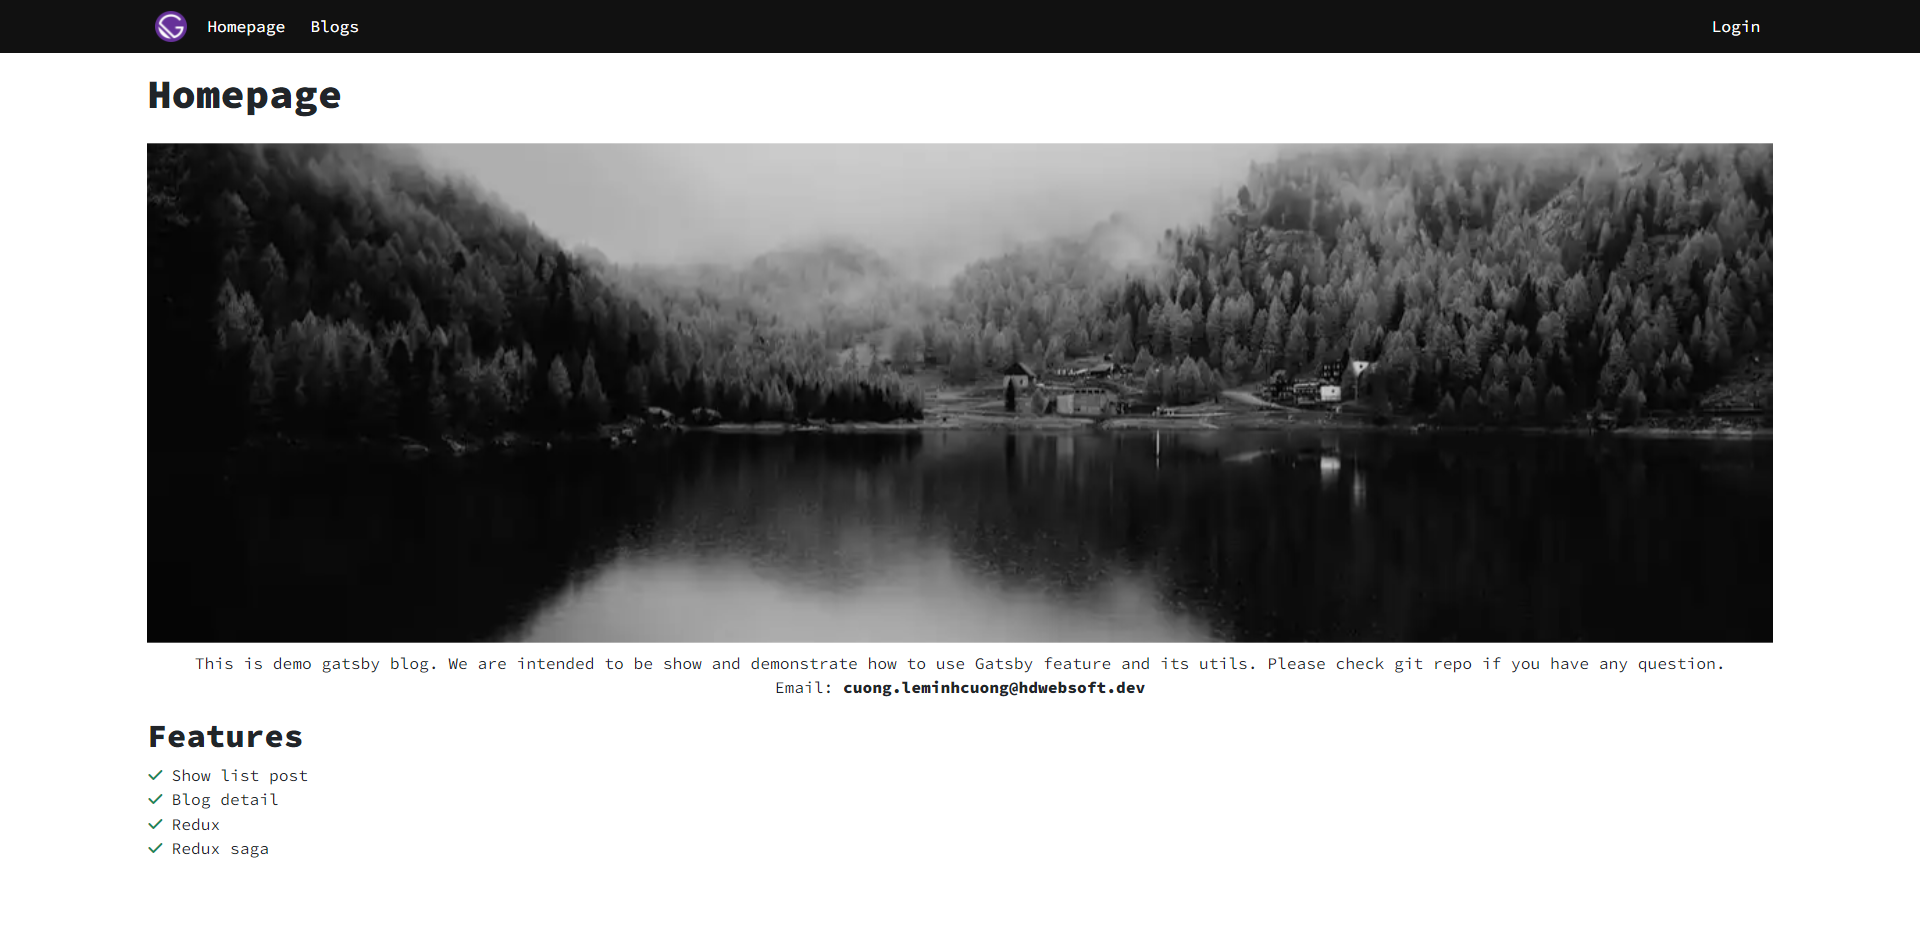 Homepage
Blogs
Login
Homepage
This is demo gatsby blog. We are intended to be show and demonstrate how to use Gatsby feature and its utils. Please check git repo if you have any question.
Email: cuong.leminhcuong@hdwebsoft.dev
Features
Show list post
Blog detail
Redux
Redux saga